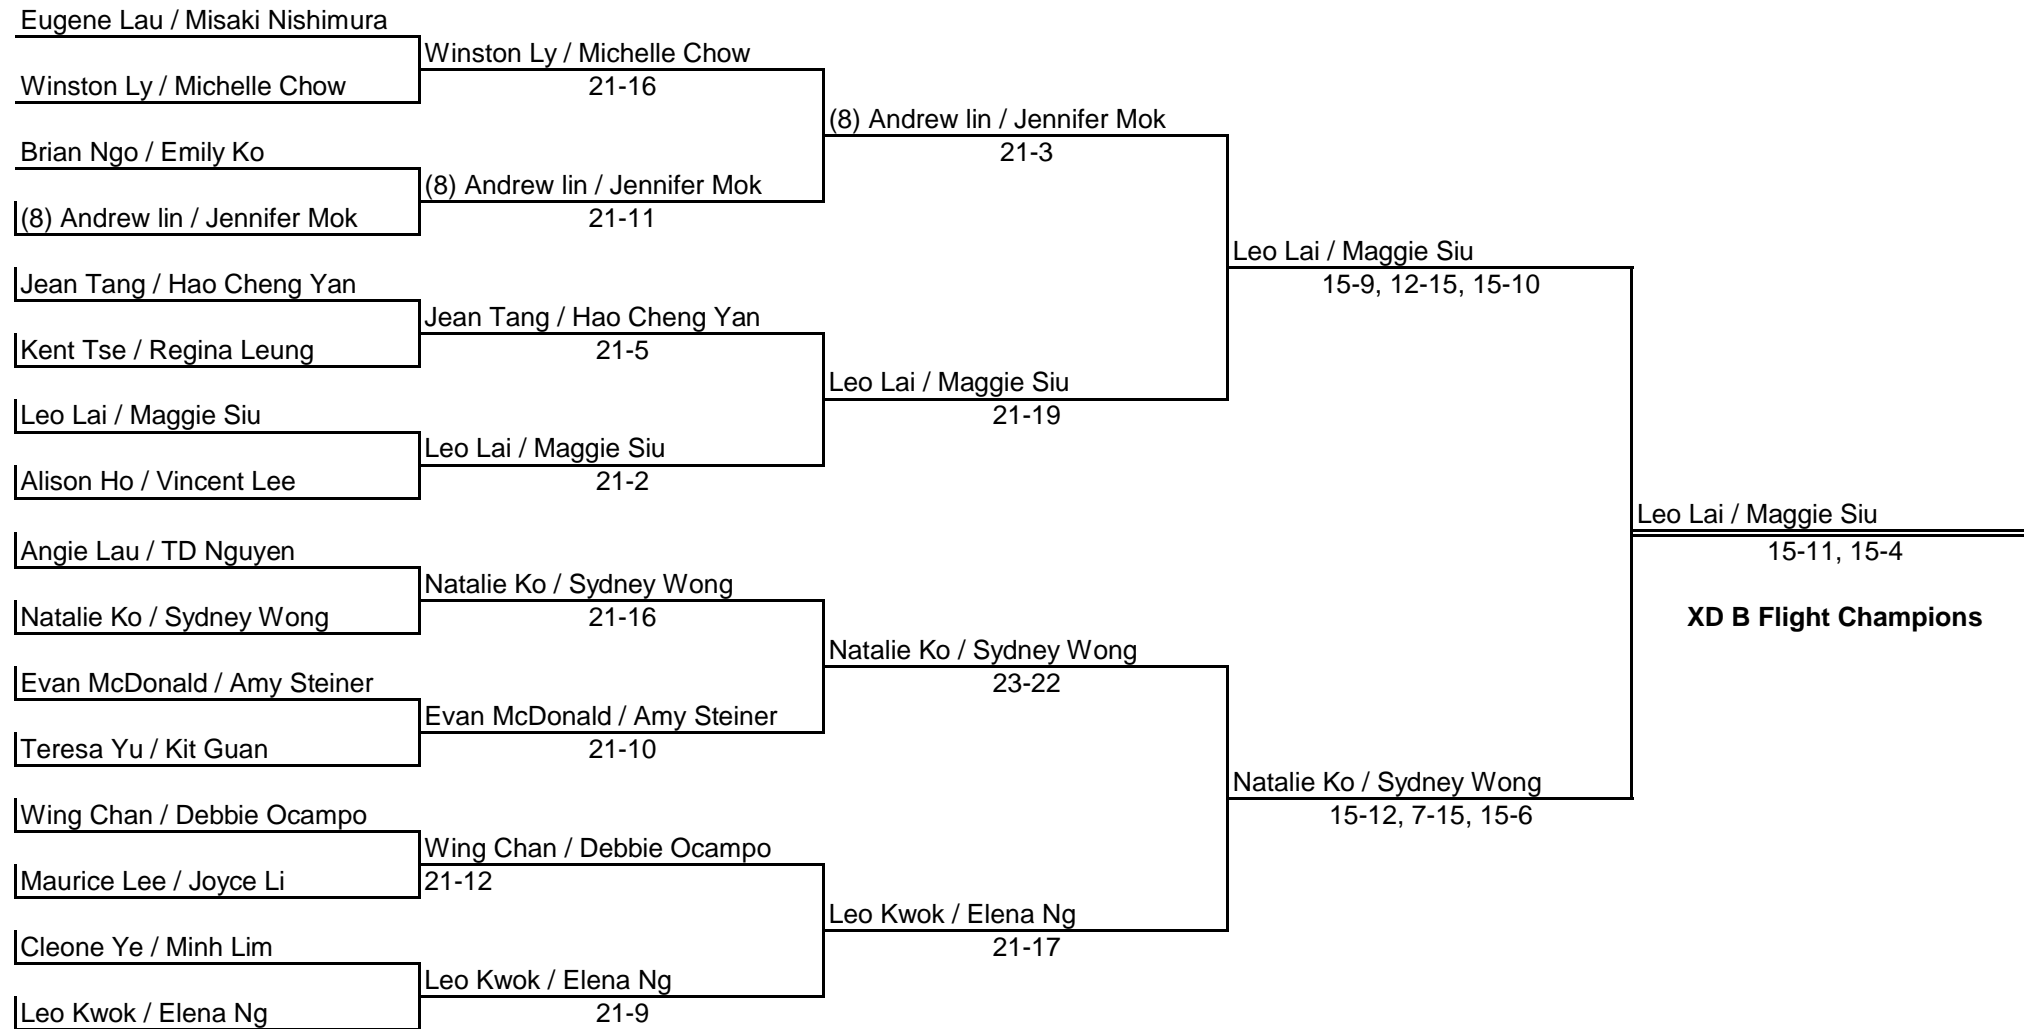 Eugene Lau / Misaki Nishimura
Winston Ly / Michelle Chow
Winston Ly / Michelle Chow
21-16
(8) Andrew lin / Jennifer Mok
21-3
Brian Ngo / Emily Ko
(8) Andrew lin / Jennifer Mok
(8) Andrew lin / Jennifer Mok
21-11
Leo Lai / Maggie Siu
15-9, 12-15, 15-10
Jean Tang / Hao Cheng Yan
Jean Tang / Hao Cheng Yan
Kent Tse / Regina Leung
21-5
Leo Lai / Maggie Siu
Leo Lai / Maggie Siu
21-19
Leo Lai / Maggie Siu
Alison Ho / Vincent Lee
21-2
Leo Lai / Maggie Siu
15-11, 15-4
Angie Lau / TD Nguyen
Natalie Ko / Sydney Wong
Natalie Ko / Sydney Wong
21-16
XD B Flight Champions
Natalie Ko / Sydney Wong
23-22
Evan McDonald / Amy Steiner
Evan McDonald / Amy Steiner
Teresa Yu / Kit Guan
21-10
Natalie Ko / Sydney Wong
15-12, 7-15, 15-6
Wing Chan / Debbie Ocampo
Wing Chan / Debbie Ocampo
Maurice Lee / Joyce Li
21-12
Leo Kwok / Elena Ng
21-17
Cleone Ye / Minh Lim
Leo Kwok / Elena Ng
Leo Kwok / Elena Ng
21-9